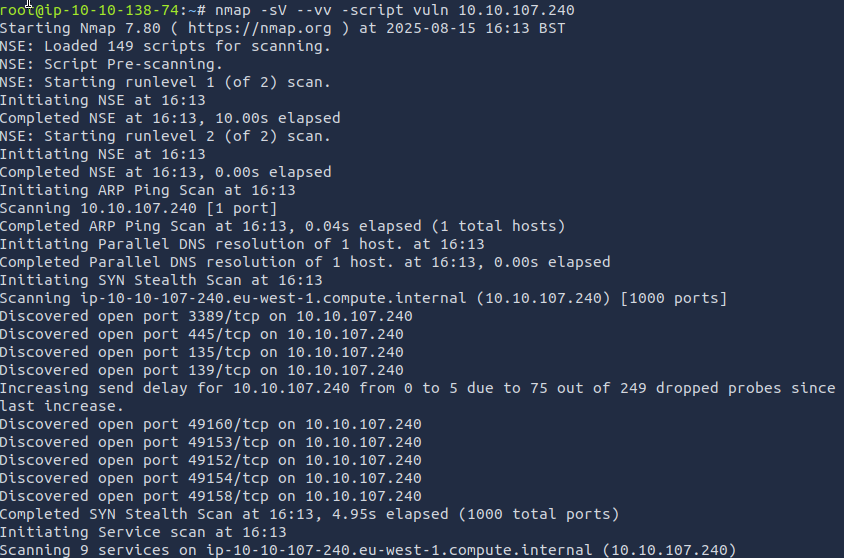 root@ip-10-10-138-74:~# nmap -sV --vv -script vuln 10.10.107.240
Starting Nmap 7.80 ( https://nmap.org ) at 2025-08-15 16:13 BST
NSE: Loaded 149 scripts for scanning.
NSE: Script Pre-scanning.
NSE: Starting runlevel 1 (of 2) scan.
Initiating NSE at 16:13
Completed NSE at 16:13, 10.00s elapsed
NSE: Starting runlevel 2 (of 2) scan.
Initiating NSE at 16:13
Completed NSE at 16:13, 0.00s elapsed
Initiating ARP Ping Scan at 16:13
Scanning 10.10.107.240 [1 port]
Completed ARP Ping Scan at 16:13, 0.04s elapsed (1 total hosts)
Initiating Parallel DNS resolution of 1 host. at 16:13
Completed Parallel DNS resolution of 1 host. at 16:13, 0.00s elapsed
Initiating SYN Stealth Scan at 16:13
Scanning ip-10-10-107-240.eu-west-1.compute.internal (10.10.107.240) [1000 ports]
Discovered open port 3389/tcp on 10.10.107.240
Discovered open port 445/tcp on 10.10.107.240
Discovered open port 135/tcp on 10.10.107.240
Discovered open port 139/tcp on 10.10.107.240
Increasing send delay for 10.10.107.240 from 0 to 5 due to 75 out of 249 dropped probes since
last increase.
Discovered open port 49160/tcp on 10.10.107.240
Discovered open port 49153/tcp on 10.10.107.240
Discovered open port 49152/tcp on 10.10.107.240
Discovered open port 49154/tcp on 10.10.107.240
Discovered open port 49158/tcp on 10.10.107.240
Completed SYN Stealth Scan at 16:13, 4.95s elapsed (1000 total ports)
Initiating Service scan at 16:13
Scanning 9 services on ip-10-10-107-240.eu-west-1.compute.internal (10.10.107.240)